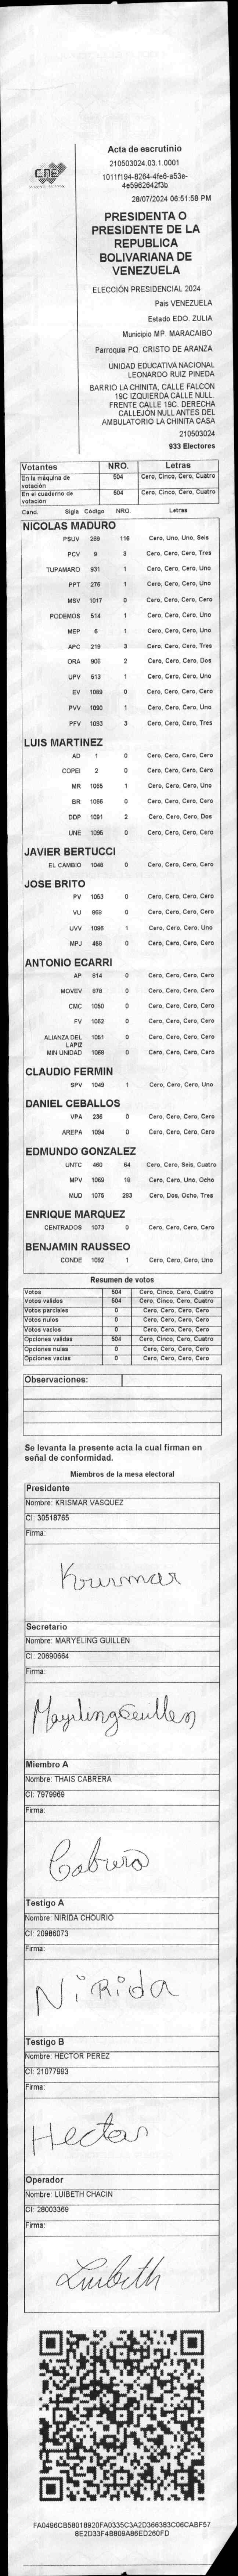 CNE
Acta de escrutinio
210503024.03.1.0001
1011f194-8264-4fe6-a53e-
4e5962642f3b
28/07/2024 06:51:58 PM
PRESIDENTA O
PRESIDENTE DE LA
REPUBLICA
BOLIVARIANA DE
VENEZUELA
ELECCIÓN PRESIDENCIAL 2024
Pais VENEZUELA
Estado EDO. ZULIA
Municipio MP. MARACAIBO
Parroquia PQ. CRISTO DE ARANZA
UNIDAD EDUCATIVA NACIONAL
LEONARDO RUIZ PINEDA
BARRIO LA CHINITA, CALLE FALCON
19C IZQUIERDA CALLE NULL.
FRENTE CALLE 19C. DERECHA
CALLEJÓN NULL ANTES DEL
AMBULATORIO LA CHINITA CASA
210503024
933 Electores
Votantes NRO. Letras
En la máquina de votación 504 Cero, Cinco, Cero, Cuatro
En el cuaderno de votación 504 Cero, Cinco, Cero, Cuatro
Cand. Sigla Código NRO. Letras
NICOLAS MADURO
PSUV 269 116 Cero, Uno, Uno, Seis
PCV 9 3 Cero, Cero, Cero, Tres
TUPAMARO 931 1 Cero, Cero, Cero, Uno
PPT 276 1 Cero, Cero, Cero, Uno
MSV 1017 0 Cero, Cero, Cero, Cero
PODEMOS 514 1 Cero, Cero, Cero, Uno
MEP 6 1 Cero, Cero, Cero, Uno
APC 219 3 Cero, Cero, Cero, Tres
ORA 906 2 Cero, Cero, Cero, Dos
UPV 513 1 Cero, Cero, Cero, Uno
EV 1089 0 Cero, Cero, Cero, Cero
PVV 1090 1 Cero, Cero, Cero, Uno
PFV 1093 3 Cero, Cero, Cero, Tres
LUIS MARTINEZ
AD 1 0 Cero, Cero, Cero, Cero
COPEI 2 0 Cero, Cero, Cero, Cero
MR 1065 1 Cero, Cero, Cero, Uno
BR 1066 0 Cero, Cero, Cero, Cero
DDP 1091 2 Cero, Cero, Cero, Dos
UNE 1095 0 Cero, Cero, Cero, Cero
JAVIER BERTUCCI
EL CAMBIO 1048 0 Cero, Cero, Cero, Cero
JOSE BRITO
PV 1053 0 Cero, Cero, Cero, Cero
VU 868 0 Cero, Cero, Cero, Cero
UVV 1096 1 Cero, Cero, Cero, Uno
MPJ 459 0 Cero, Cero, Cero, Cero
ANTONIO ECARRI
AP 814 0 Cero, Cero, Cero, Cero
MOVEV 878 0 Cero, Cero, Cero, Cero
CMC 1050 0 Cero, Cero, Cero, Cero
FV 1062 0 Cero, Cero, Cero, Cero
ALIANZA DEL LAPIZ 1051 0 Cero, Cero, Cero, Cero
MIN UNIDAD 1068 0 Cero, Cero, Cero, Cero
CLAUDIO FERMIN
SPV 1049 1 Cero, Cero, Cero, Uno
DANIEL CEBALLOS
VPA 236 0 Cero, Cero, Cero, Cero
AREPA 1094 0 Cero, Cero, Cero, Cero
EDMUNDO GONZALEZ
UNTC 460 64 Cero, Cero, Seis, Cuatro
MPV 1069 18 Cero, Cero, Uno, Ocho
MUD 1075 283 Cero, Dos, Ocho, Tres
ENRIQUE MARQUEZ
CENTRADOS 1073 0 Cero, Cero, Cero, Cero
BENJAMIN RAUSSEO
CONDE 1092 1 Cero, Cero, Cero, Uno
Resumen de votos
Votos 504 Cero, Cinco, Cero, Cuatro
Votos validos 504 Cero, Cinco, Cero, Cuatro
Votos parciales 0 Cero, Cero, Cero, Cero
Votos nulos 0 Cero, Cero, Cero, Cero
Votos vacios 0 Cero, Cero, Cero, Cero
Opciones validas 504 Cero, Cinco, Cero, Cuatro
Opciones nulas 0 Cero, Cero, Cero, Cero
Opciones vacias 0 Cero, Cero, Cero, Cero
Observaciones:
Se levanta la presente acta la cual firman en
señal de conformidad.
Miembros de la mesa electoral
Presidente
Nombre: KRISMAR VASQUEZ
CI: 30518765
Firma:
Krismar
Secretario
Nombre: MARYELING GUILLEN
CI: 20690664
Firma:
MayelingGuillen
Miembro A
Nombre: THAIS CABRERA
CI: 7979969
Firma:
Testigo A
Nombre: NIRIDA CHOURIO
CI: 20986073
Firma:
NiRida
Testigo B
Nombre: HECTOR PEREZ
CI: 21077993
Firma:
Hector
Operador
Nombre: LUIBETH CHACIN
CI: 28003369
Firma:
Luibeth
FA0496CB58018920FA0335C3A2D366383C06CABF57
8E2D33F4B809A86ED260FD